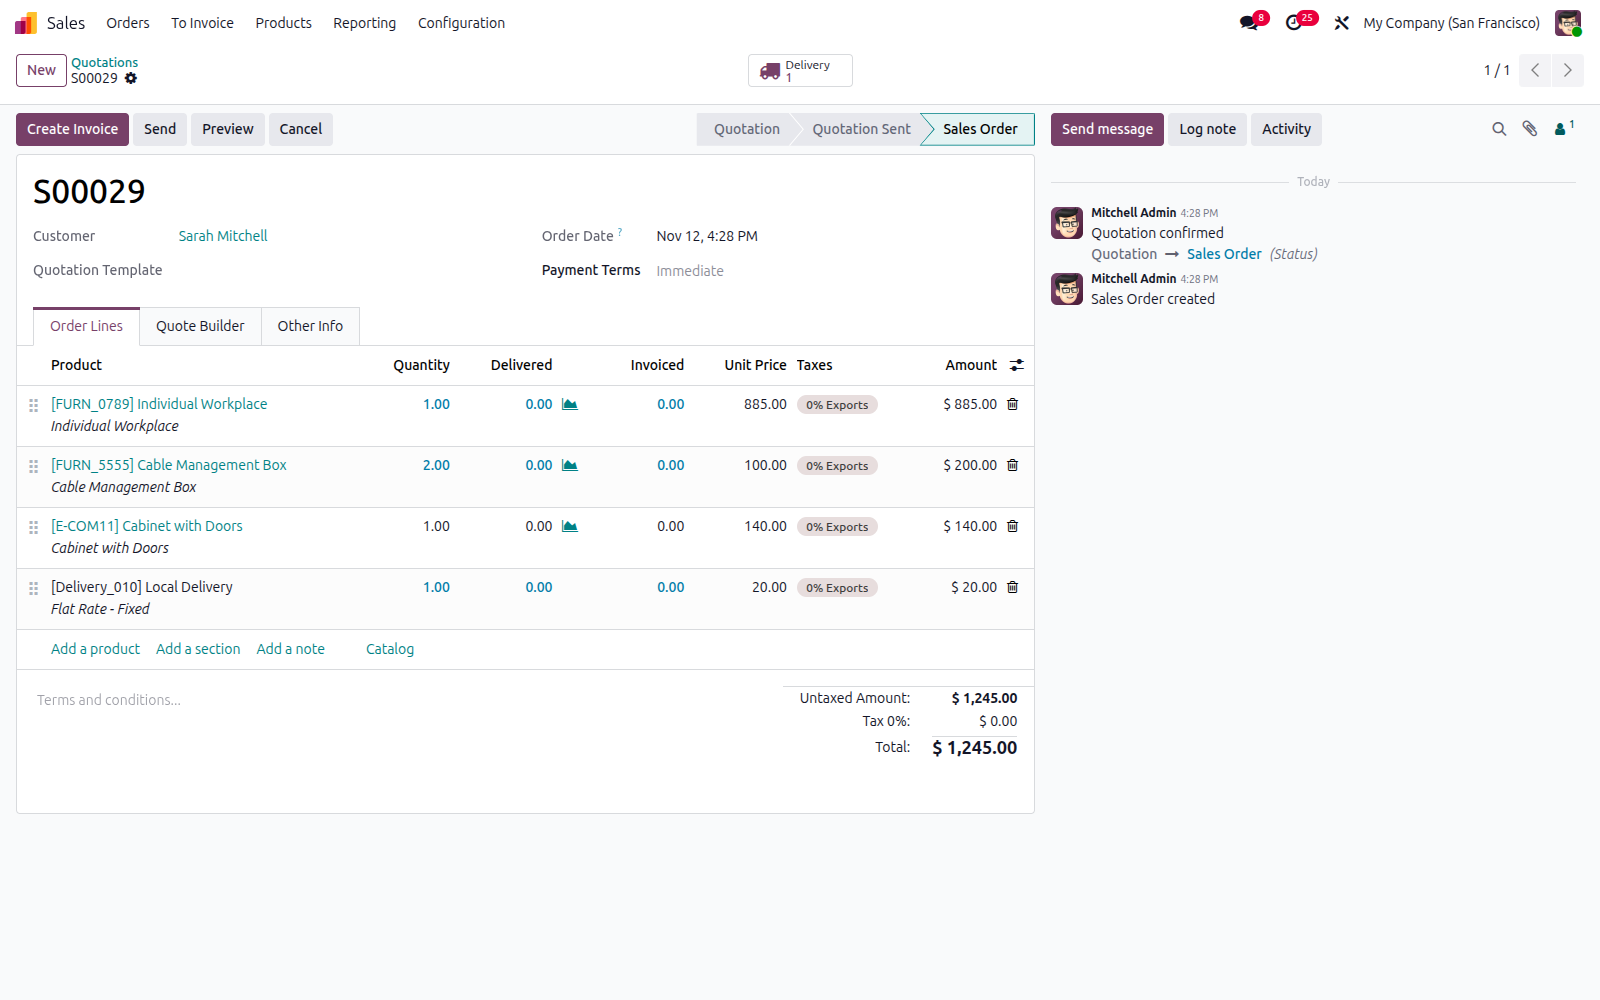 Sales
Orders
To Invoice
Products
Reporting
Configuration
8
25
My Company (San Francisco)
New
Quotations
S00029
Delivery
1
1 / 1
Create Invoice
Send
Preview
Cancel
Quotation
Quotation Sent
Sales Order
Send message
Log note
Activity
1
S00029
Customer
Sarah Mitchell
Order Date ?
Nov 12, 4:28 PM
Quotation Template
Payment Terms
Immediate
Order Lines
Quote Builder
Other Info
Product Quantity Delivered Invoiced Unit Price Taxes Amount
[FURN_0789] Individual Workplace 1.00 0.00 0.00 885.00 0% Exports $ 885.00
Individual Workplace
[FURN_5555] Cable Management Box 2.00 0.00 0.00 100.00 0% Exports $ 200.00
Cable Management Box
[E-COM11] Cabinet with Doors 1.00 0.00 0.00 140.00 0% Exports $ 140.00
Cabinet with Doors
[Delivery_010] Local Delivery 1.00 0.00 0.00 20.00 0% Exports $ 20.00
Flat Rate - Fixed
Add a product
Add a section
Add a note
Catalog
Terms and conditions...
Untaxed Amount: $ 1,245.00
Tax 0%: $ 0.00
Total: $ 1,245.00
Today
Mitchell Admin 4:28 PM
Quotation confirmed
Quotation → Sales Order (Status)
Mitchell Admin 4:28 PM
Sales Order created